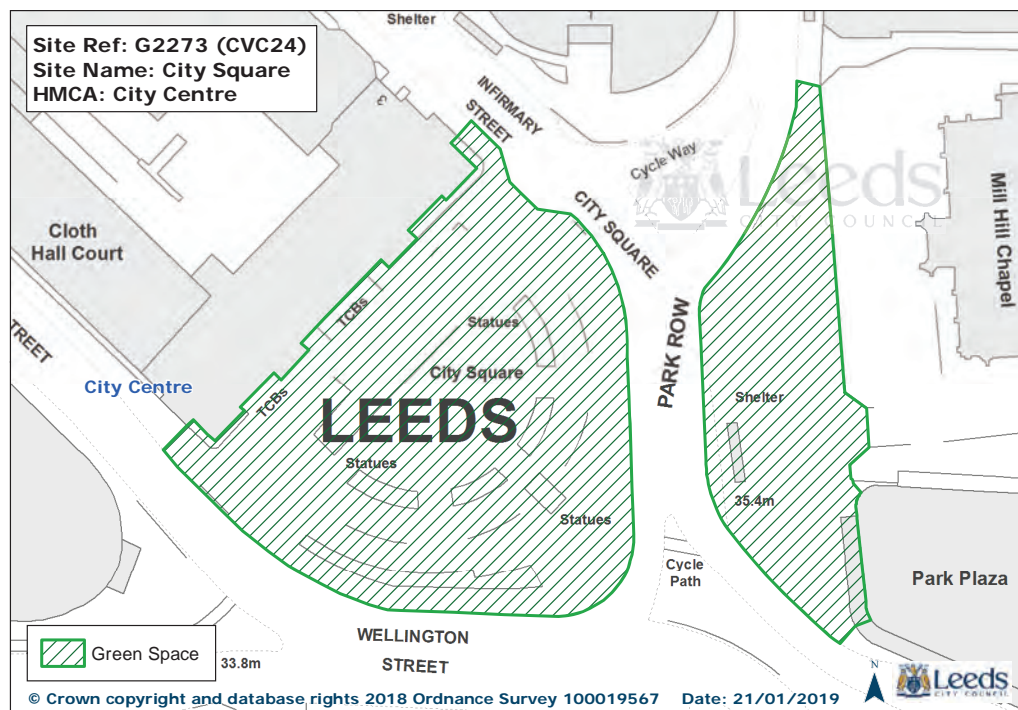 Site Ref: G2273 (CVC24)
Site Name: City Square
HMCA: City Centre
Shelter
INFIRMARY
STREET
Cycle Way
Leeds
CITY COUNCIL
CITY SQUARE
Mill Hill Chapel
Cloth
Hall Court
TCBs
Statues
STREET
City Square
PARK ROW
City Centre
TCBs
Shelter
LEEDS
Statues
35.4m
Statues
Cycle
Path
Park Plaza
WELLINGTON
STREET
Green Space
33.8m
N
Leeds
CITY COUNCIL
© Crown copyright and database rights 2018 Ordnance Survey 100019567 Date: 21/01/2019